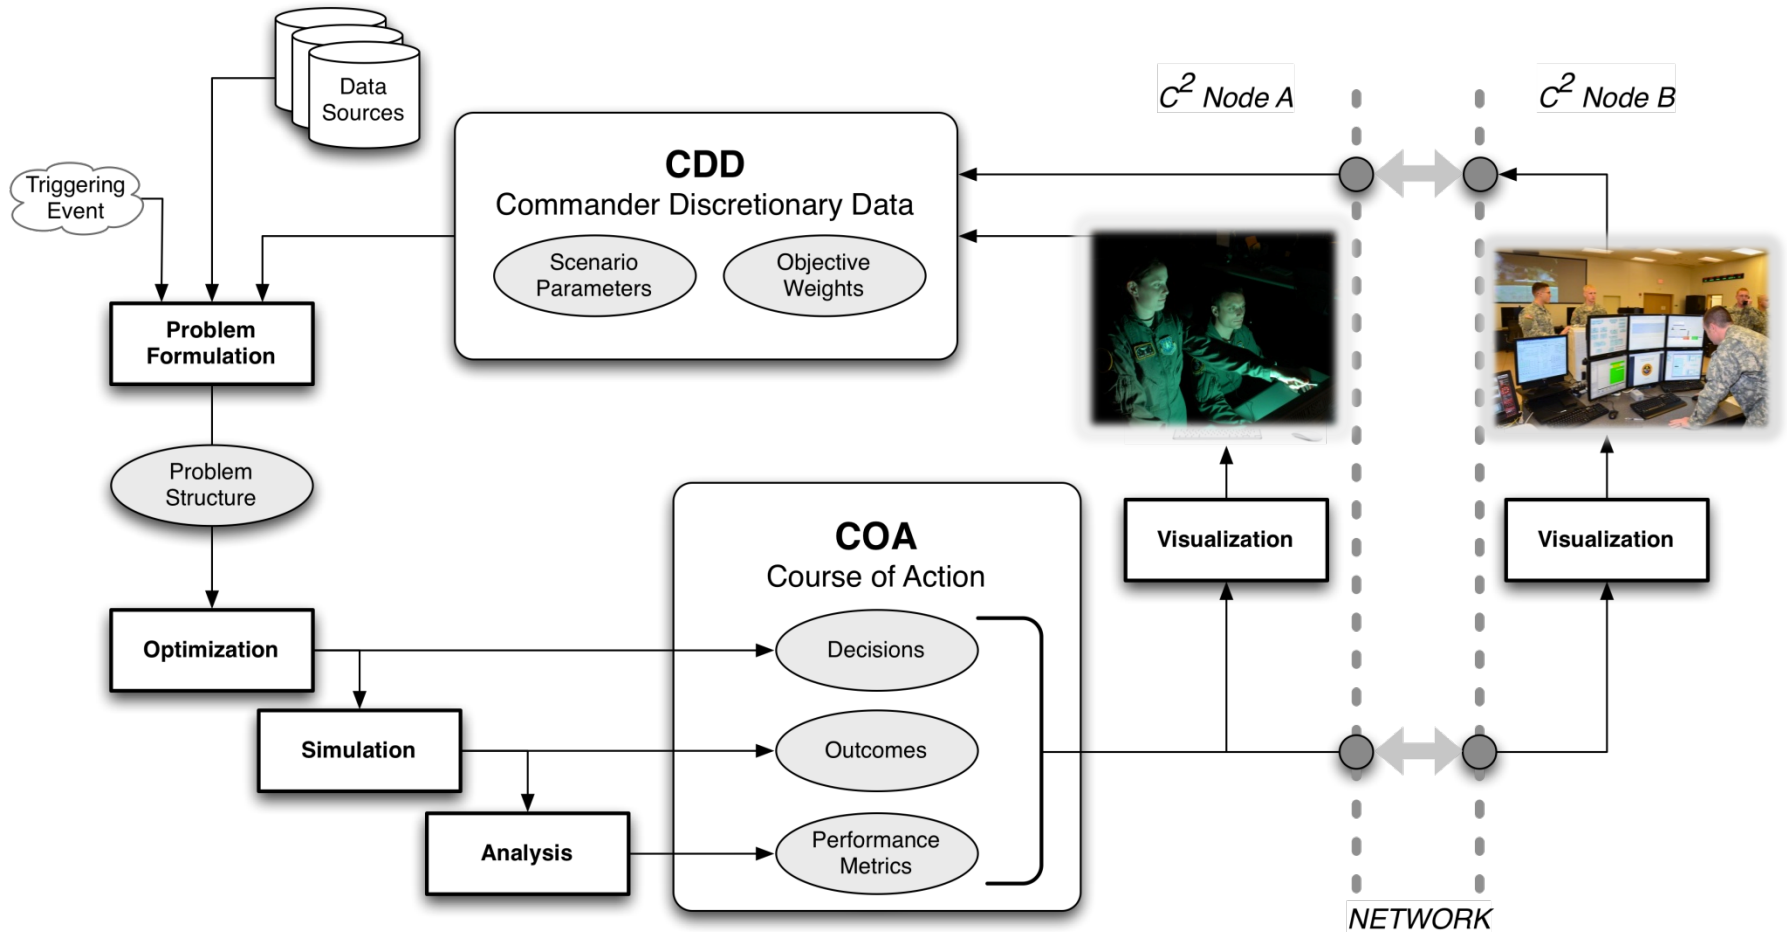 Data
Sources
C² Node A
C² Node B
Triggering
Event
CDD
Commander Discretionary Data
Scenario
Parameters
Objective
Weights
Problem
Formulation
Problem
Structure
COA
Course of Action
Visualization
Visualization
Optimization
Decisions
Simulation
Outcomes
Analysis
Performance
Metrics
NETWORK